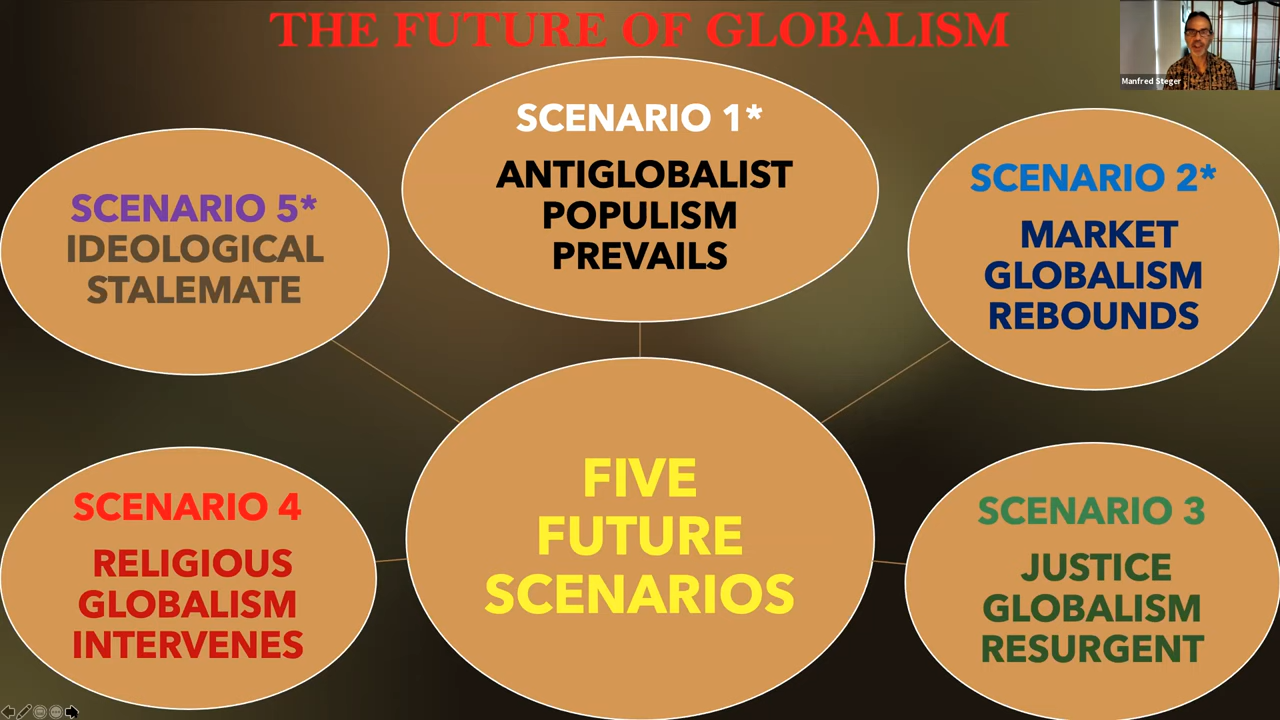 THE FUTURE OF GLOBALISM
Manfred Steger
SCENARIO 1*
ANTIGLOBALIST
POPULISM
PREVAILS
SCENARIO 2*
MARKET
GLOBALISM
REBOUNDS
SCENARIO 3
JUSTICE
GLOBALISM
RESURGENT
SCENARIO 4
RELIGIOUS
GLOBALISM
INTERVENES
SCENARIO 5*
IDEOLOGICAL
STALEMATE
FIVE
FUTURE
SCENARIOS